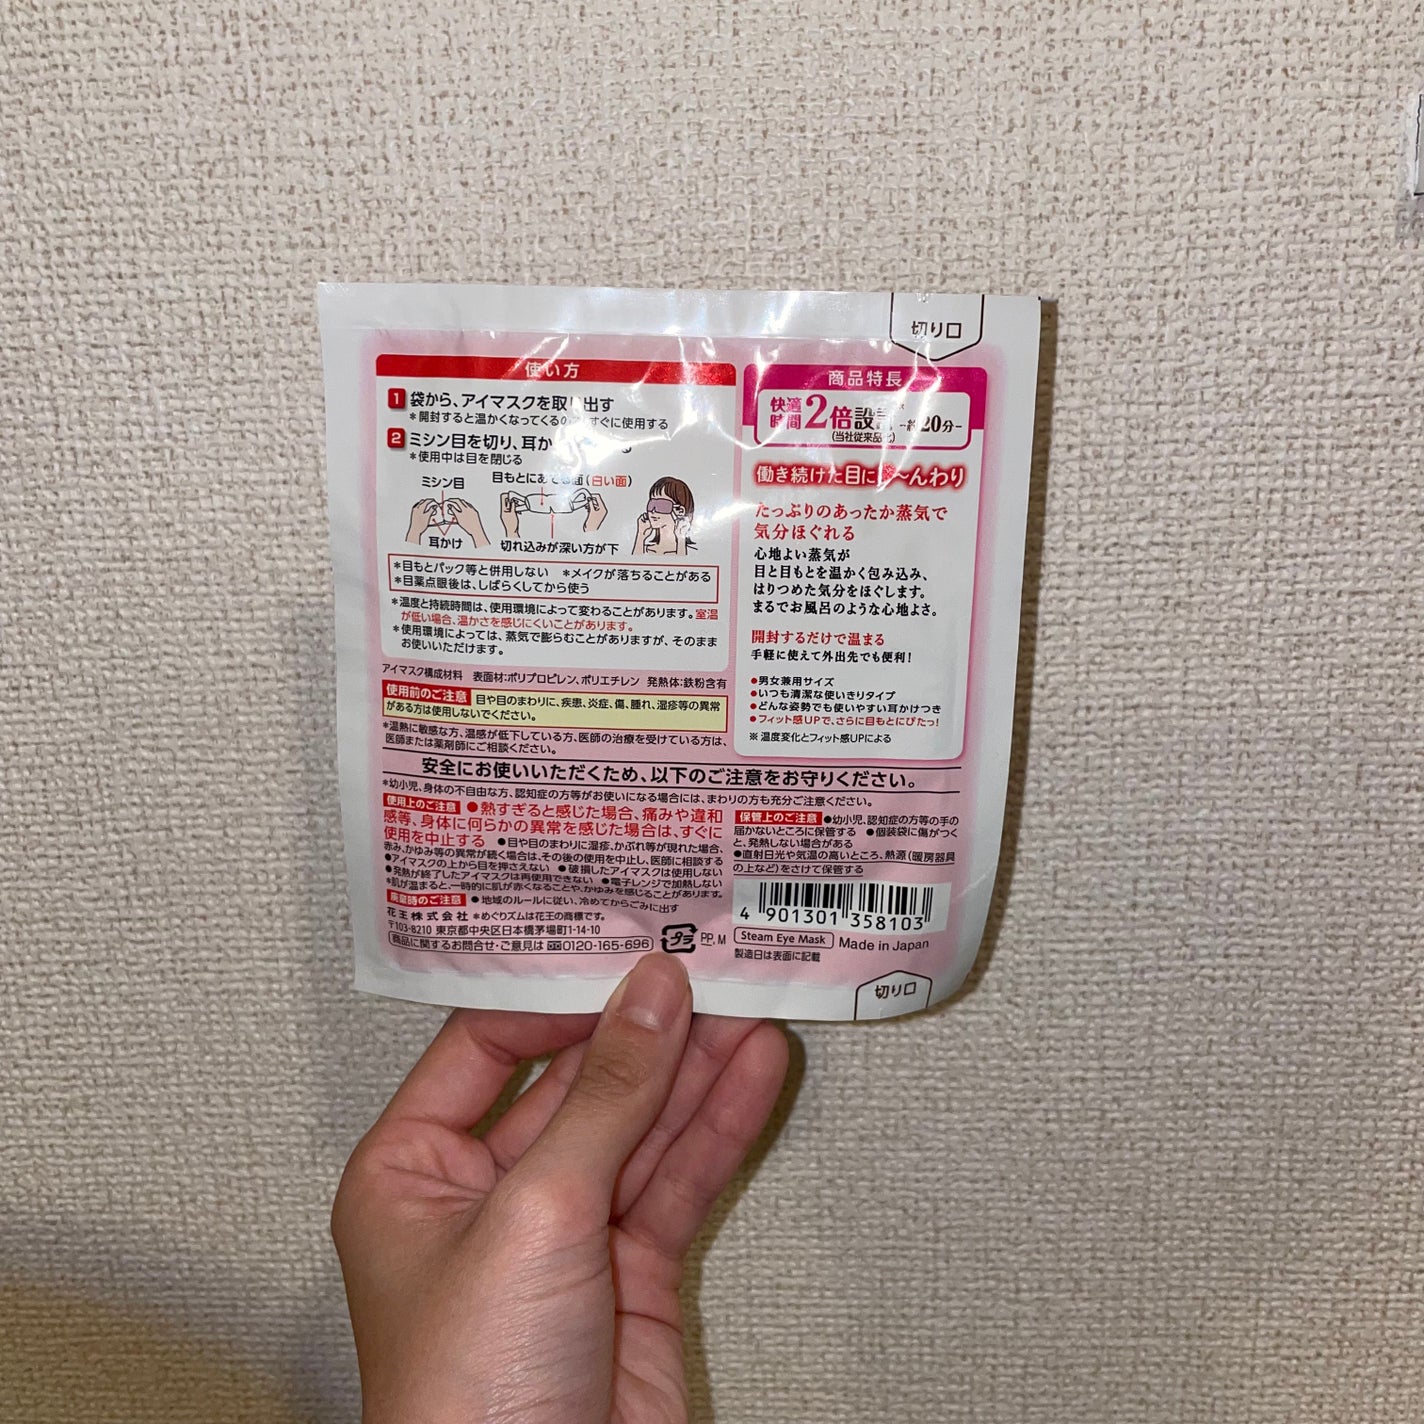 切り口
使い方
1 袋から、アイマスクを取り出す
*開封すると温かくなってくるの すぐに使用する
2 ミシン目を切り、耳か
*使用中は目を閉じる
ミシン目
目もとにあてる面(白い面)
耳かけ
切れ込みが深い方が下
*目もとパック等と併用しない *メイクが落ちることがある
*目薬点眼後は、しばらくしてから使う
*温度と持続時間は、使用環境によって変わることがあります。室温
が低い場合、温かさを感じにくいことがあります。
*使用環境によっては、蒸気で膨らむことがありますが、そのまま
お使いいただけます。
アイマスク構成材料 表面材:ポリプロピレン、ポリエチレン 発熱体:鉄粉含有
使用前のご注意 目や目のまわりに、疾患、炎症、傷、腫れ、湿疹等の異常
がある方は使用しないでください。
*温熱に敏感な方、温感が低下している方、医師の治療を受けている方は、
医師または薬剤師にご相談ください。
商品特長
快適時間2倍設計* -約20分-
(当社従来品比)
働き続けた目に ~んわり
たっぷりのあったか蒸気で
気分ほぐれる
心地よい蒸気が
目と目もとを温かく包み込み、
はりつめた気分をほぐします。
まるでお風呂のような心地よさ。
開封するだけで温まる
手軽に使えて外出先でも便利!
●男女兼用サイズ
●いつも清潔な使いきりタイプ
●どんな姿勢でも使いやすい耳かけつき
●フィット感UPで、さらに目もとにぴたっ!
※温度変化とフィット感UPによる
安全にお使いいただくため、以下のご注意をお守りください。
*幼小児、身体の不自由な方、認知症の方等がお使いになる場合には、まわりの方も充分ご注意ください。
使用上のご注意 ●熱すぎると感じた場合、痛みや違和
感等、身体に何らかの異常を感じた場合は、すぐに
使用を中止する ●目や目のまわりに湿疹、かぶれ等が現れた場合、
赤み、かゆみ等の異常が続く場合は、その後の使用を中止し、医師に相談する
●アイマスクの上から目を押さえない ●破損したアイマスクは使用しない
●発熱が終了したアイマスクは再使用できない ●電子レンジで加熱しない
*肌が温まると、一時的に肌が赤くなることや、かゆみを感じることがあります。
廃棄時のご注意 ●地域のルールに従い、冷めてからごみに出す
花王株式会社 *めぐりズムは花王の商標です。
〒103-8210 東京都中央区日本橋茅場町1-14-10
商品に関するお問合せ・ご意見は 0120-165-696
プラ PP, M
保管上のご注意 ●幼小児、認知症の方等の手の
届かないところに保管する ●個装袋に傷がつく
と、発熱しない場合がある
●直射日光や気温の高いところ、熱源(暖房器具
の上など)をさけて保管する
4 901301 358103
Steam Eye Mask Made in Japan
製造日は表面に記載
切り口